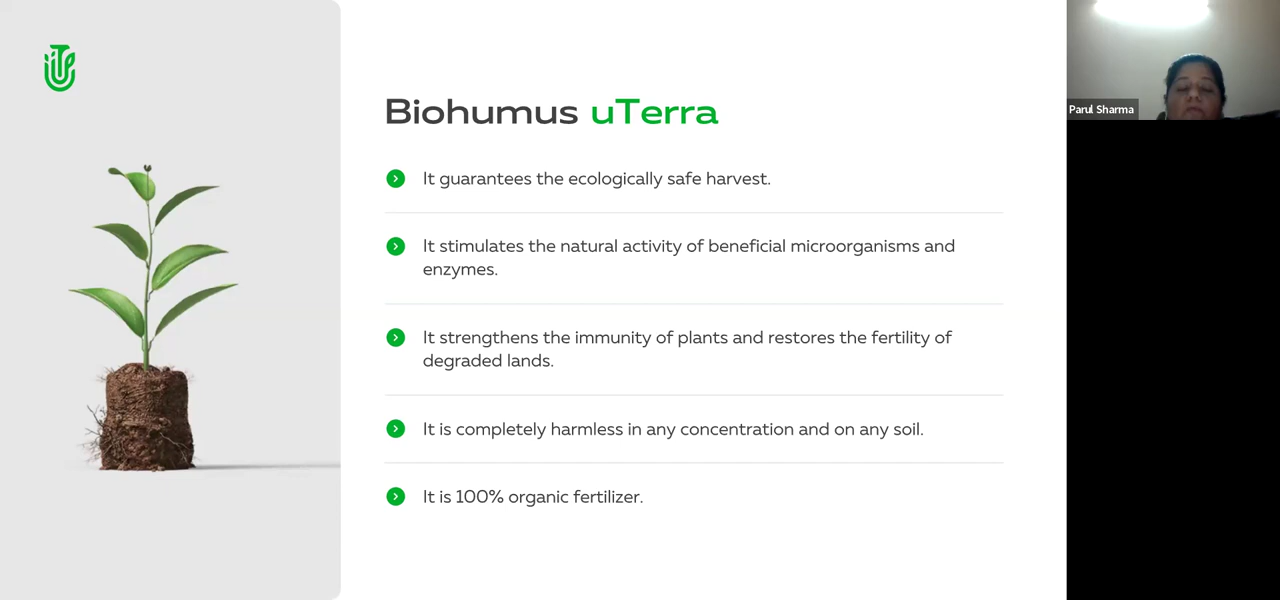 Biohumus uTerra
It guarantees the ecologically safe harvest.
It stimulates the natural activity of beneficial microorganisms and
enzymes.
It strengthens the immunity of plants and restores the fertility of
degraded lands.
It is completely harmless in any concentration and on any soil.
It is 100% organic fertilizer.
Parul Sharma